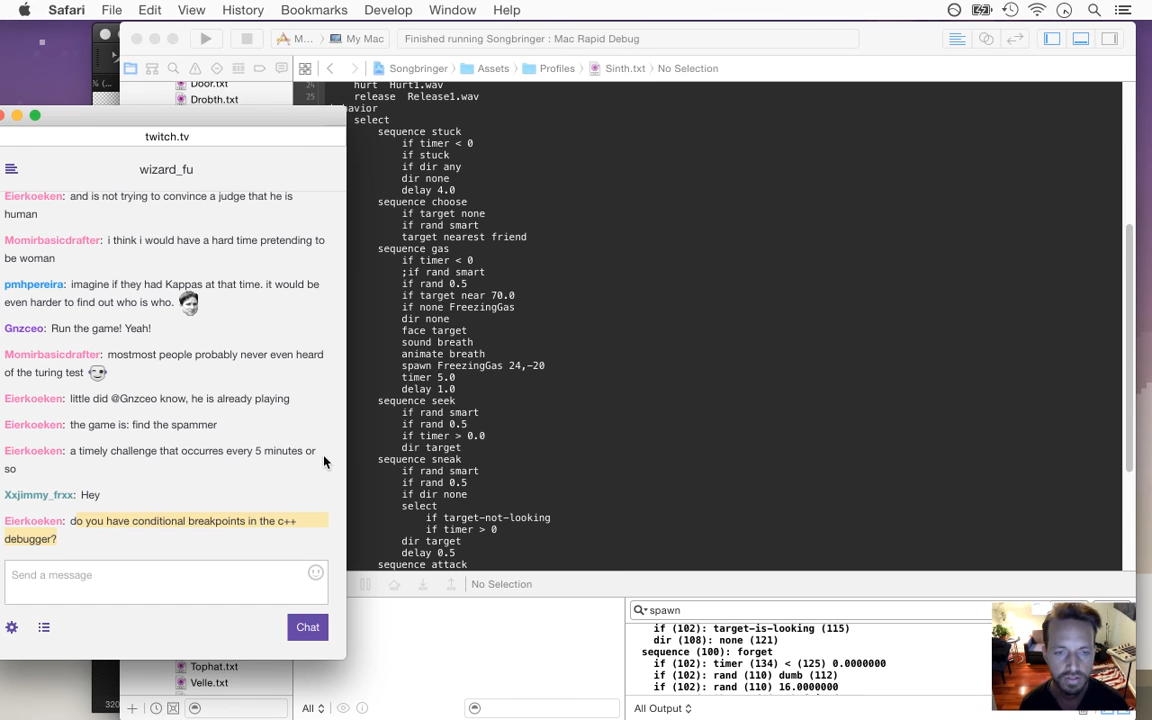 Safari File Edit View History Bookmarks Develop Window Help
M... My Mac Finished running Songbringer : Mac Rapid Debug
Songbringer Assets Profiles Sinth.txt No Selection
Door.txt
Drobth.txt
24 hurt Hurt1.wav
25 release Release1.wav
select
sequence stuck
if timer < 0
if stuck
if dir any
dir none
delay 4.0
sequence choose
if target none
if rand smart
target nearest friend
sequence gas
if timer < 0
;if rand smart
if rand 0.5
if target near 70.0
if none FreezingGas
dir none
face target
sound breath
animate breath
spawn FreezingGas 24,-20
timer 5.0
delay 1.0
sequence seek
if rand smart
if rand 0.5
if timer > 0.0
dir target
sequence sneak
if rand smart
if rand 0.5
if dir none
select
if target-not-looking
if timer > 0
dir target
delay 0.5
sequence attack
twitch.tv
wizard_fu
Eierkoeken: and is not trying to convince a judge that he is
human
Momirbasicdrafter: i think i would have a hard time pretending to
be woman
pmhpereira: imagine if they had Kappas at that time. it would be
even harder to find out who is who.
Gnzceo: Run the game! Yeah!
Momirbasicdrafter: mostmost people probably never even heard
of the turing test
Eierkoeken: little did @Gnzceo know, he is already playing
Eierkoeken: the game is: find the spammer
Eierkoeken: a timely challenge that occurres every 5 minutes or
so
Xxjimmy_frxx: Hey
Eierkoeken: do you have conditional breakpoints in the c++
debugger?
Send a message
Chat
No Selection
spawn
if (102): target-is-looking (115)
dir (108): none (121)
sequence (100): forget
if (102): timer (134) < (125) 0.0000000
if (102): rand (110) dumb (112)
if (102): rand (110) 16.0000000
Tophat.txt
Velle.txt
320
All
All Output